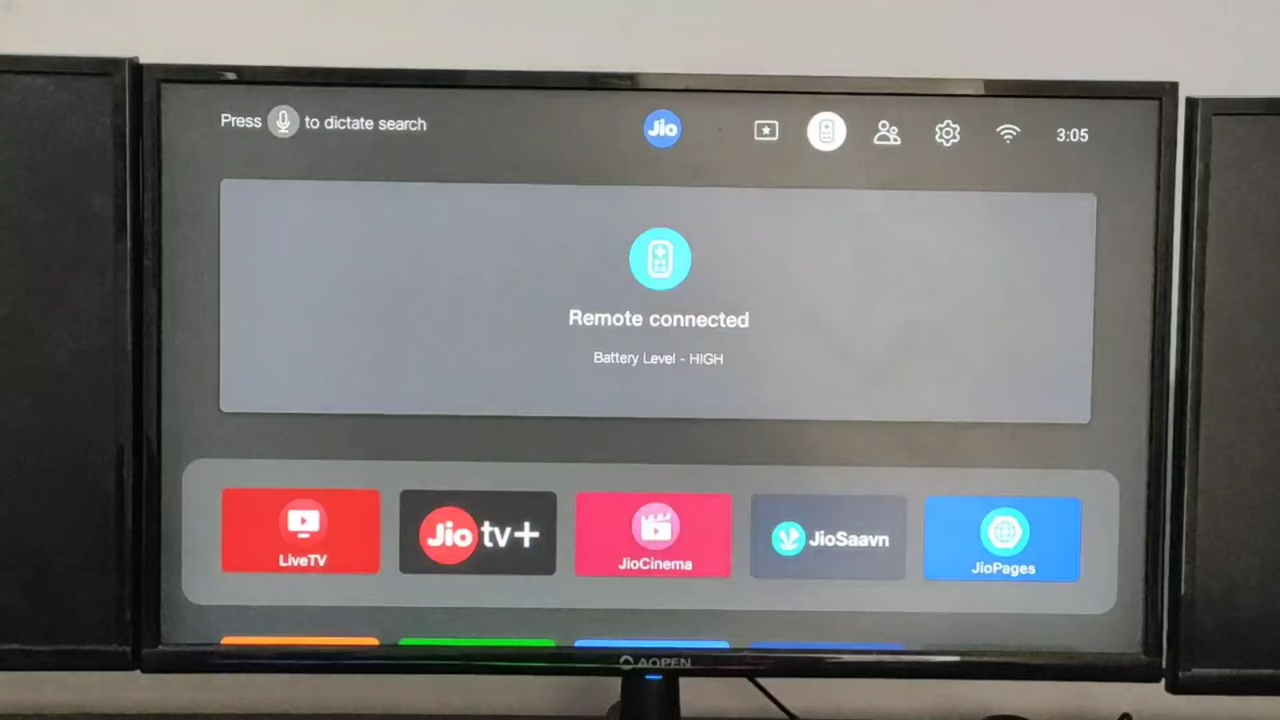 Press to dictate search
Jio
3:05
Remote connected
Battery Level - HIGH
LiveTV
Jio tv+
JioCinema
JioSaavn
JioPages
AOPEN